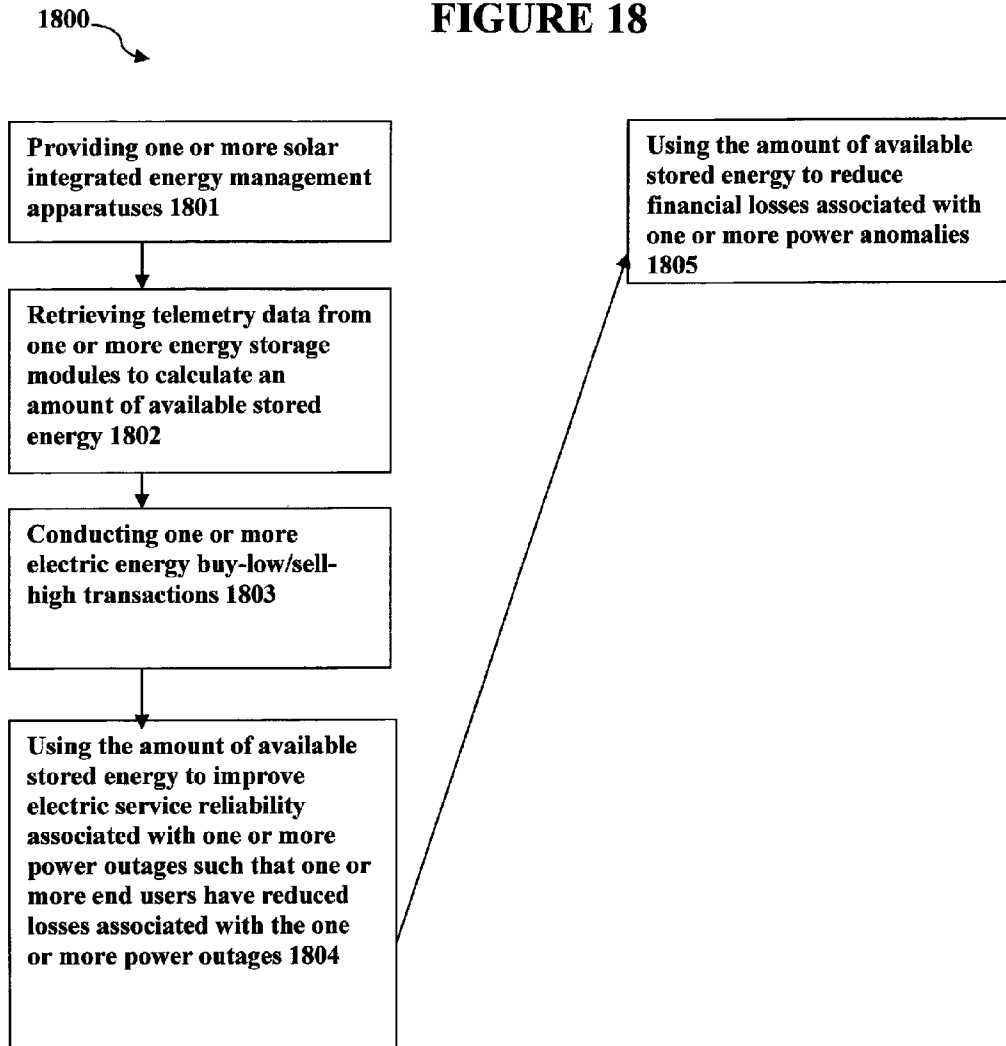 FIGURE 18
1800
Providing one or more solar
integrated energy management
apparatuses 1801
Retrieving telemetry data from
one or more energy storage
modules to calculate an
amount of available stored
energy 1802
Conducting one or more
electric energy buy-low/sell-
high transactions 1803
Using the amount of available
stored energy to improve
electric service reliability
associated with one or more
power outages such that one or
more end users have reduced
losses associated with the one
or more power outages 1804
Using the amount of available
stored energy to reduce
financial losses associated with
one or more power anomalies
1805